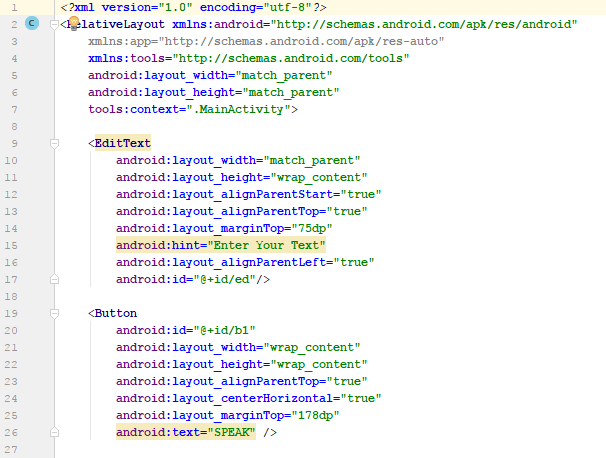 1 <?xml version="1.0" encoding="utf-8"?>
2 C <RelativeLayout xmlns:android="http://schemas.android.com/apk/res/android"
3 xmlns:app="http://schemas.android.com/apk/res-auto"
4 xmlns:tools="http://schemas.android.com/tools"
5 android:layout_width="match_parent"
6 android:layout_height="match_parent"
7 tools:context=".MainActivity">
8
9 <EditText
10 android:layout_width="match_parent"
11 android:layout_height="wrap_content"
12 android:layout_alignParentStart="true"
13 android:layout_alignParentTop="true"
14 android:layout_marginTop="75dp"
15 android:hint="Enter Your Text"
16 android:layout_alignParentLeft="true"
17 android:id="@+id/ed"/>
18
19 <Button
20 android:id="@+id/b1"
21 android:layout_width="wrap_content"
22 android:layout_height="wrap_content"
23 android:layout_alignParentTop="true"
24 android:layout_centerHorizontal="true"
25 android:layout_marginTop="178dp"
26 android:text="SPEAK" />
27